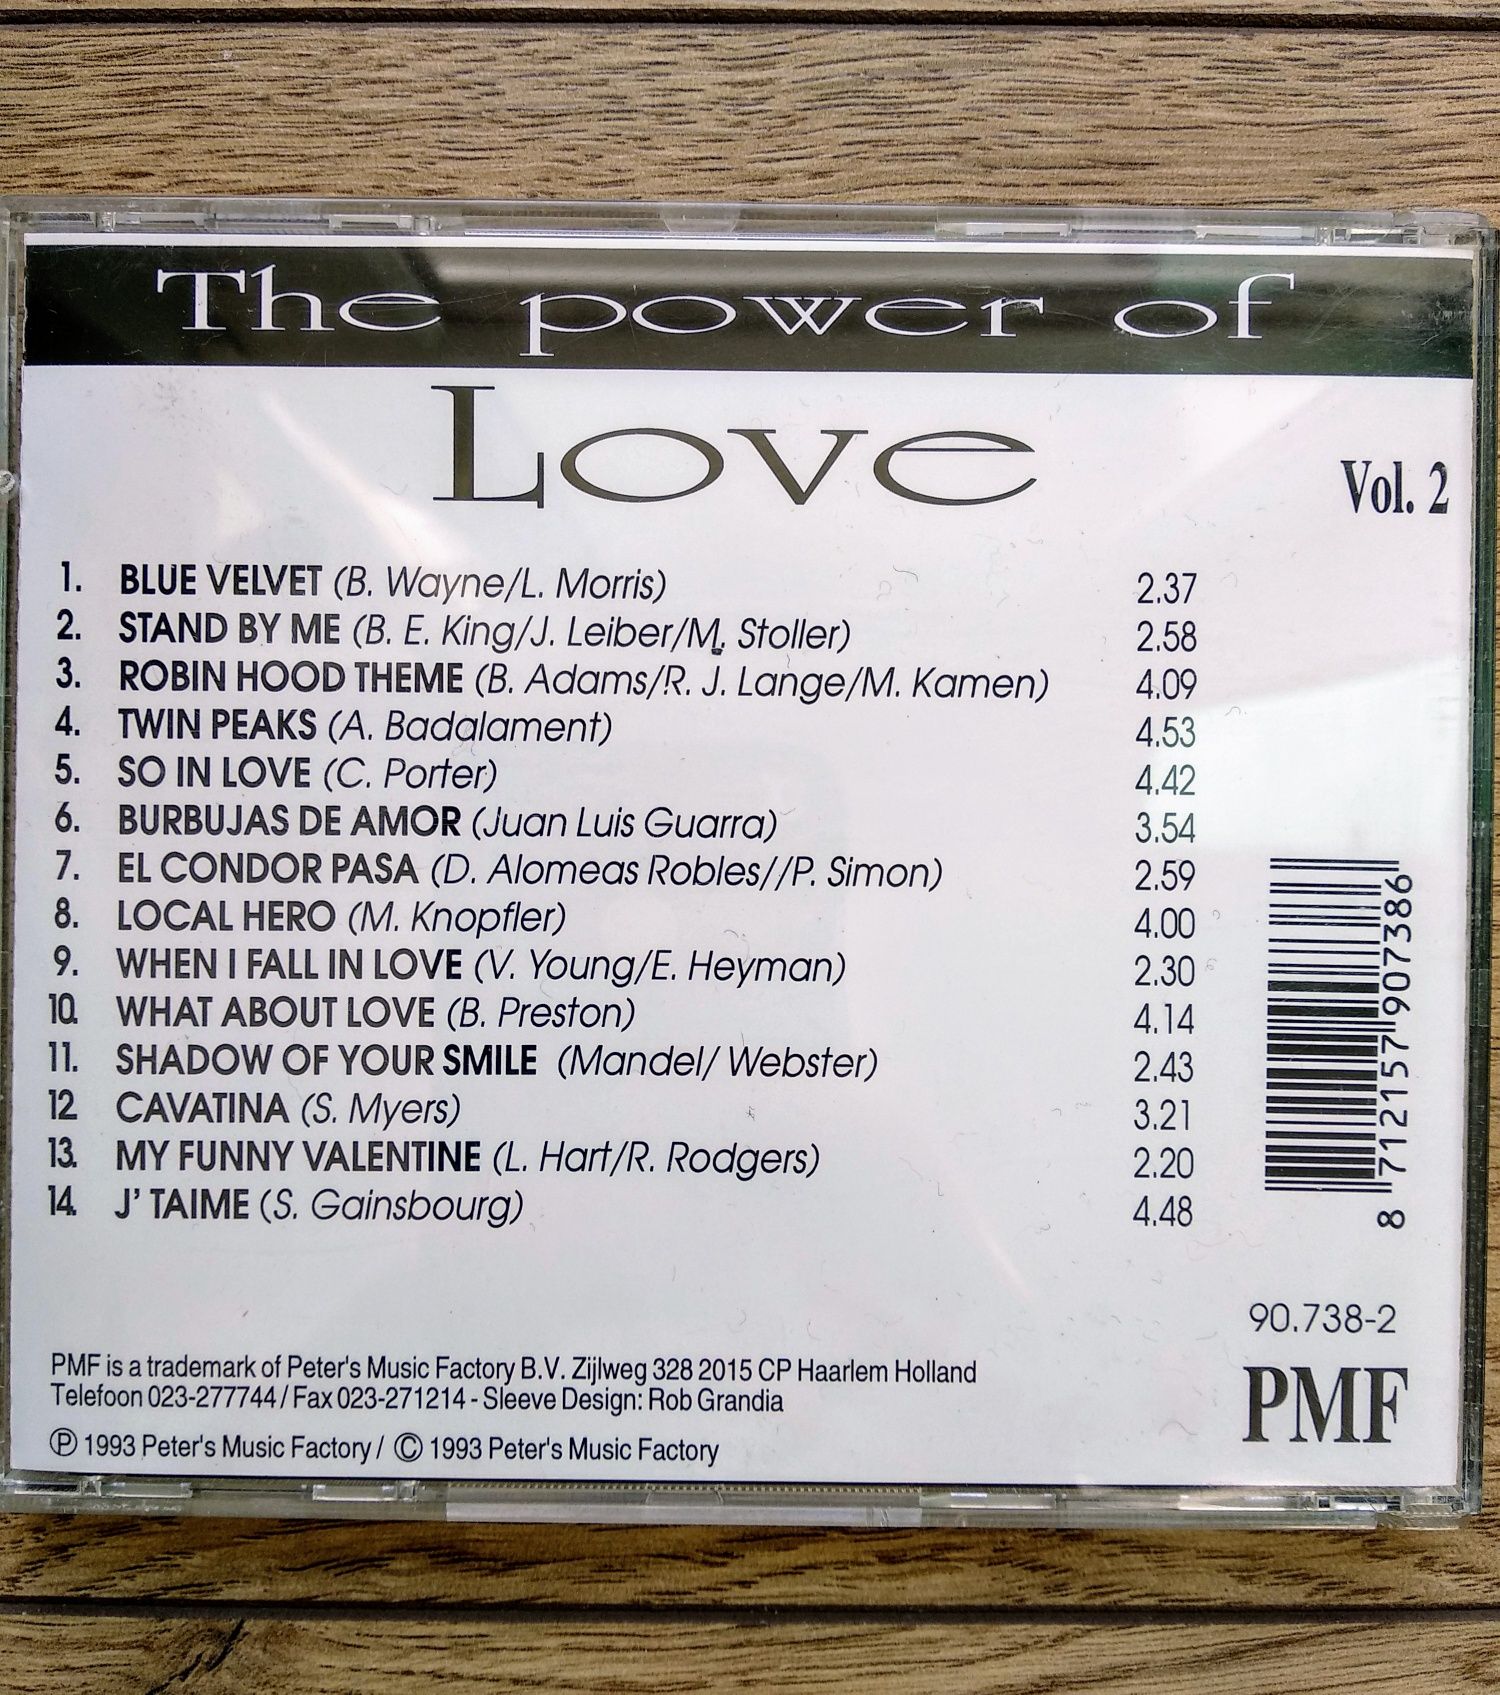 The power of
Love
Vol. 2
1. BLUE VELVET (B. Wayne/L. Morris) 2.37
2. STAND BY ME (B. E. King/J. Leiber/M. Stoller) 2.58
3. ROBIN HOOD THEME (B. Adams/R. J. Lange/M. Kamen) 4.09
4. TWIN PEAKS (A. Badalament) 4.53
5. SO IN LOVE (C. Porter) 4.42
6. BURBUJAS DE AMOR (Juan Luis Guarra) 3.54
7. EL CONDOR PASA (D. Alomeas Robles//P. Simon) 2.59
8. LOCAL HERO (M. Knopfler) 4.00
9. WHEN I FALL IN LOVE (V. Young/E. Heyman) 2.30
10. WHAT ABOUT LOVE (B. Preston) 4.14
11. SHADOW OF YOUR SMILE (Mandel/ Webster) 2.43
12 CAVATINA (S. Myers) 3.21
13. MY FUNNY VALENTINE (L. Hart/R. Rodgers) 2.20
14. J' TAIME (S. Gainsbourg) 4.48
8 712157 907386
90.738-2
PMF
PMF is a trademark of Peter's Music Factory B.V. Zijlweg 328 2015 CP Haarlem Holland
Telefoon 023-277744 / Fax 023-271214 - Sleeve Design: Rob Grandia
Ⓟ 1993 Peter's Music Factory / © 1993 Peter's Music Factory